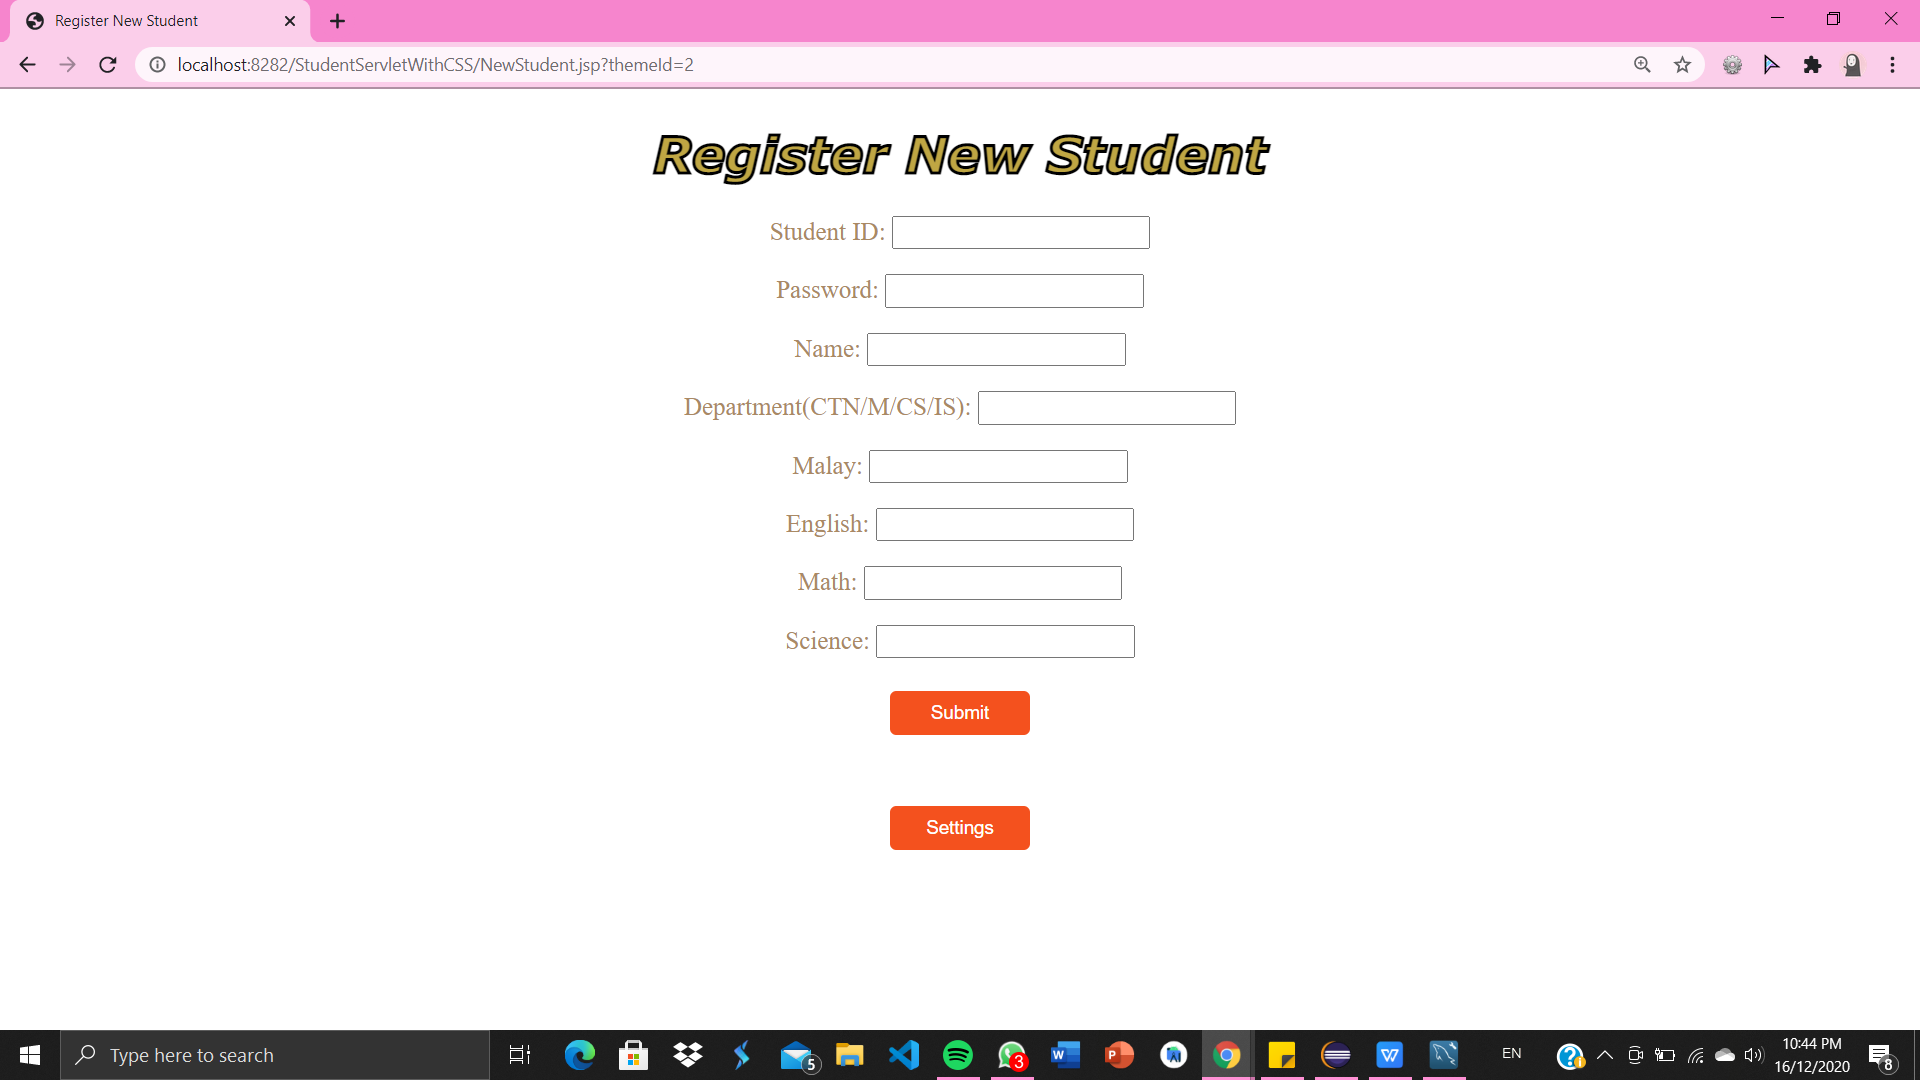 Register New Student
localhost:8282/StudentServletWithCSS/NewStudent.jsp?themeId=2
Register New Student
Student ID:
Password:
Name:
Department(CTN/M/CS/IS):
Malay:
English:
Math:
Science:
Submit
Settings
Type here to search
5
3
EN
10:44 PM
16/12/2020
8